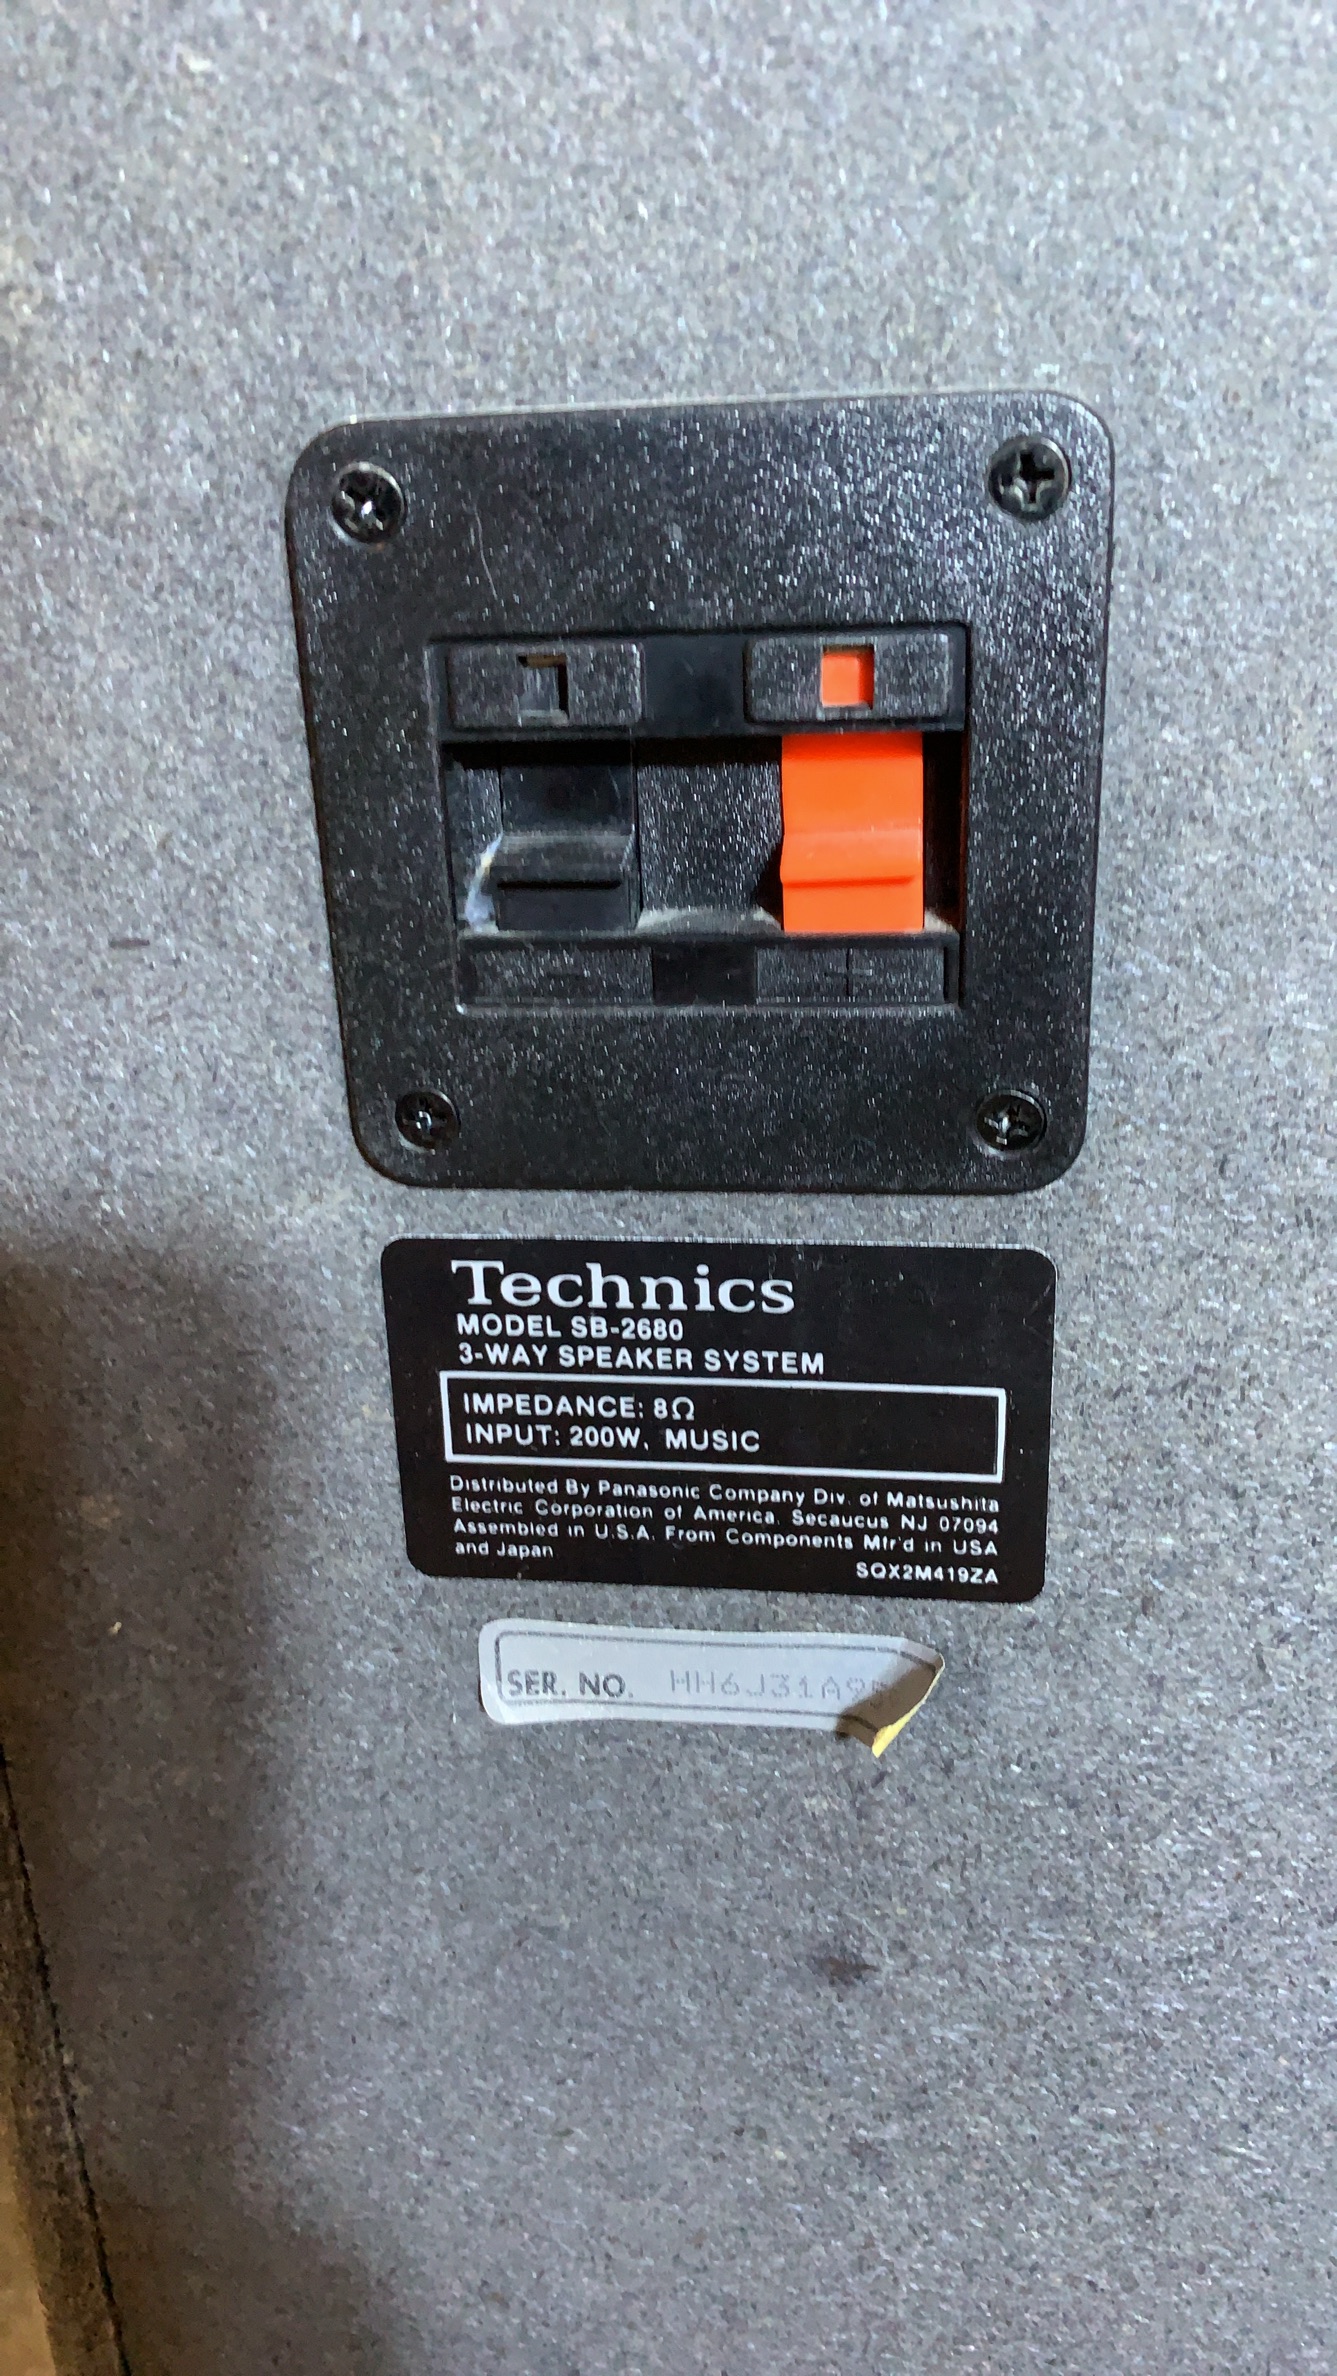 - +
Technics
MODEL SB-2680
3-WAY SPEAKER SYSTEM
IMPEDANCE: 8Ω
INPUT: 200W. MUSIC
Distributed By Panasonic Company Div. of Matsushita
Electric Corporation of America, Secaucus NJ 07094
Assembled in U.S.A. From Components Mfr'd in USA
and Japan
SQX2M419ZA
SER. NO.